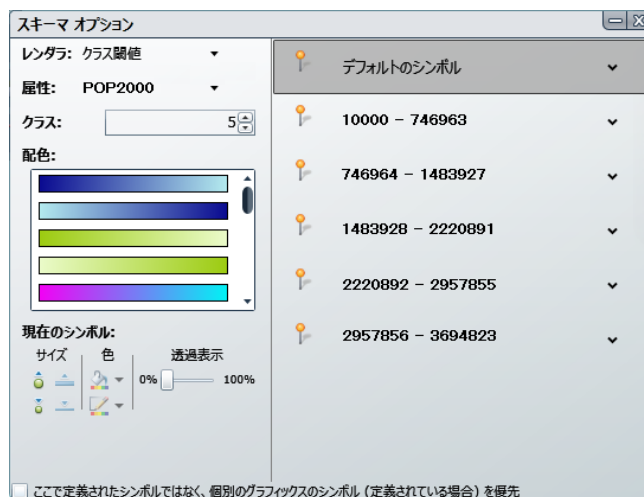 スキーマ オプション
レンダラ: クラス閾値
属性: POP2000
クラス: 5
配色:
現在のシンボル:
サイズ 色 透過表示
0% 100%
デフォルトのシンボル
10000 - 746963
746964 - 1483927
1483928 - 2220891
2220892 - 2957855
2957856 - 3694823
ここで定義されたシンボルではなく、個別のグラフィックスのシンボル (定義されている場合) を優先